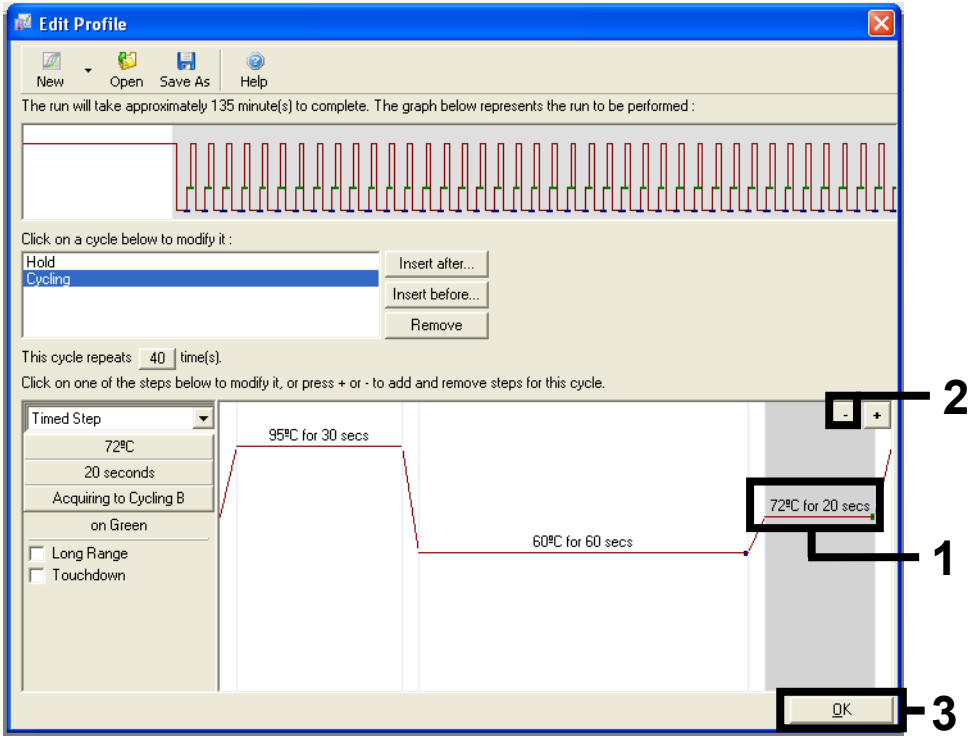 Edit Profile
New Open Save As Help
The run will take approximately 135 minute(s) to complete. The graph below represents the run to be performed :
Click on a cycle below to modify it :
Hold
Cycling
Insert after...
Insert before...
Remove
This cycle repeats 40 time(s).
Click on one of the steps below to modify it, or press + or - to add and remove steps for this cycle.
Timed Step
72ºC
20 seconds
Acquiring to Cycling B
on Green
Long Range
Touchdown
95ºC for 30 secs
60ºC for 60 secs
72ºC for 20 secs
- +
OK
2
1
3